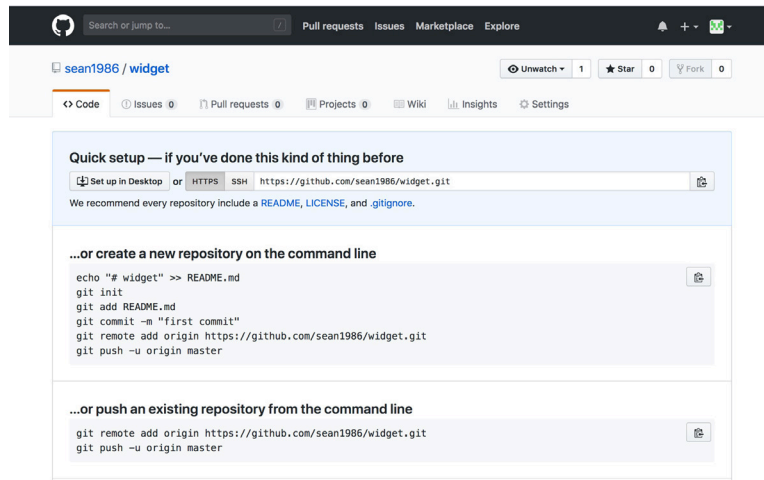 Search or jump to... / Pull requests Issues Marketplace Explore
sean1986 / widget Unwatch 1 Star 0 Fork 0
Code Issues 0 Pull requests 0 Projects 0 Wiki Insights Settings
Quick setup — if you’ve done this kind of thing before
Set up in Desktop or HTTPS SSH https://github.com/sean1986/widget.git
We recommend every repository include a README, LICENSE, and .gitignore.
...or create a new repository on the command line
echo "# widget" >> README.md
git init
git add README.md
git commit -m "first commit"
git remote add origin https://github.com/sean1986/widget.git
git push -u origin master
...or push an existing repository from the command line
git remote add origin https://github.com/sean1986/widget.git
git push -u origin master